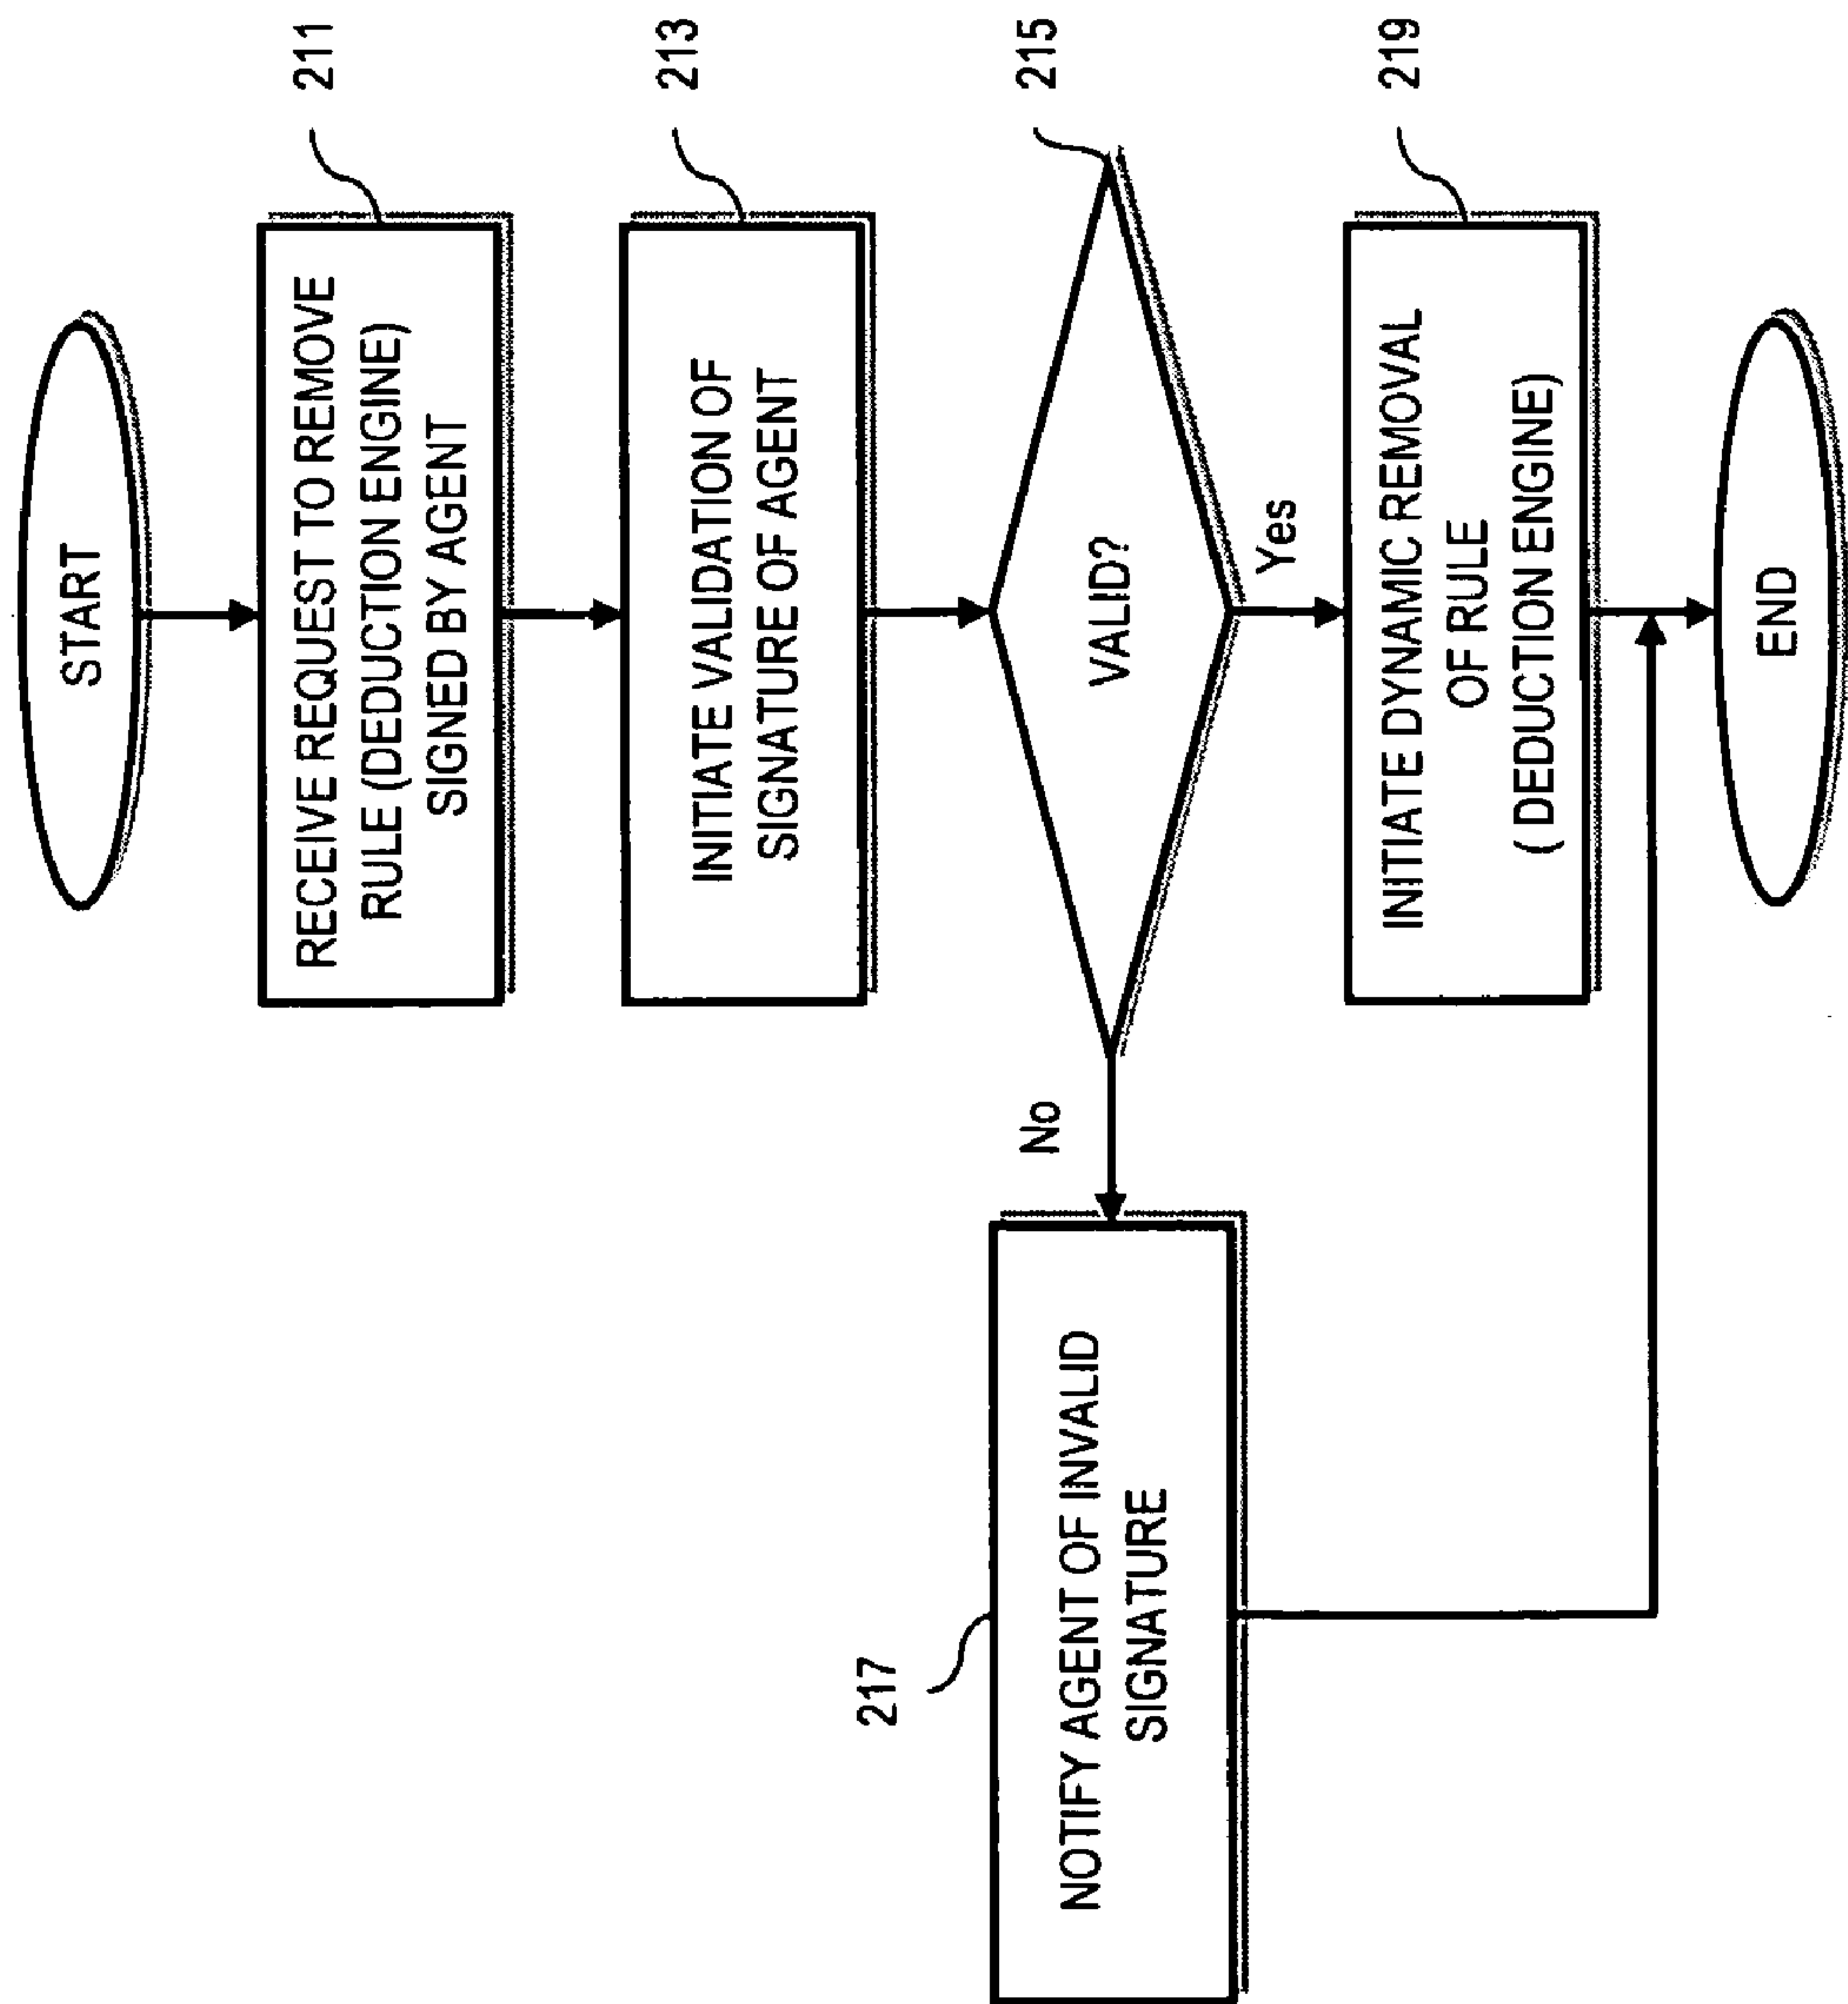 START
RECEIVE REQUEST TO REMOVE
RULE (DEDUCTION ENGINE)
SIGNED BY AGENT
211
INITIATE VALIDATION OF
SIGNATURE OF AGENT
213
VALID?
215
No
Yes
NOTIFY AGENT OF INVALID
SIGNATURE
217
INITIATE DYNAMIC REMOVAL
OF RULE
( DEDUCTION ENGINE)
219
END